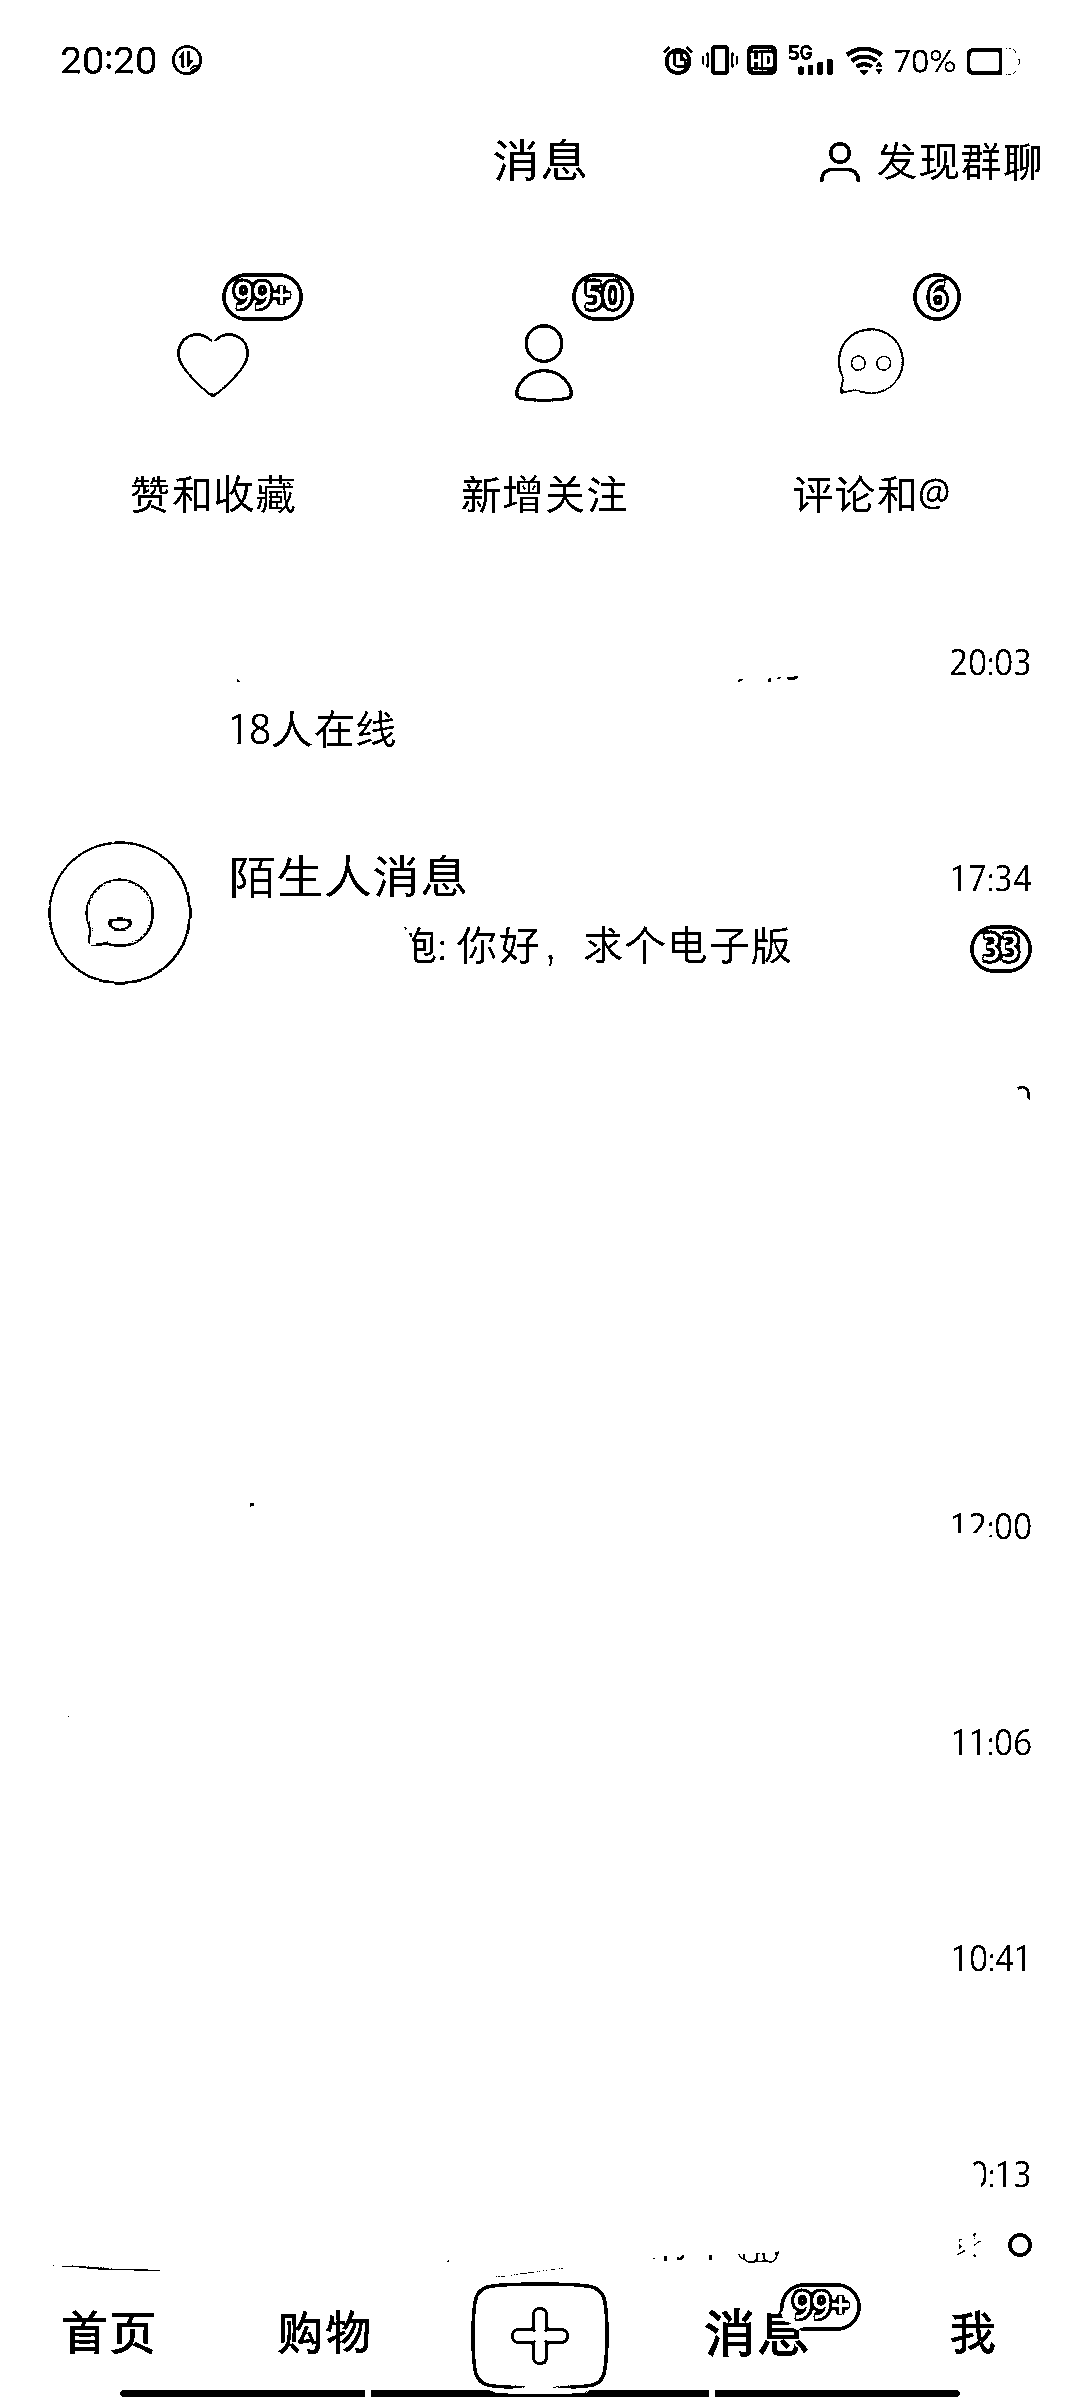 20:20 HD 5G 70%
消息
发现群聊
99+ 50 6
赞和收藏 新增关注 评论和@
20:03
18人在线
陌生人消息 17:34
: 你好，求个电子版 33
12:00
11:06
10:41
:13
99+
首页 购物 消息 我